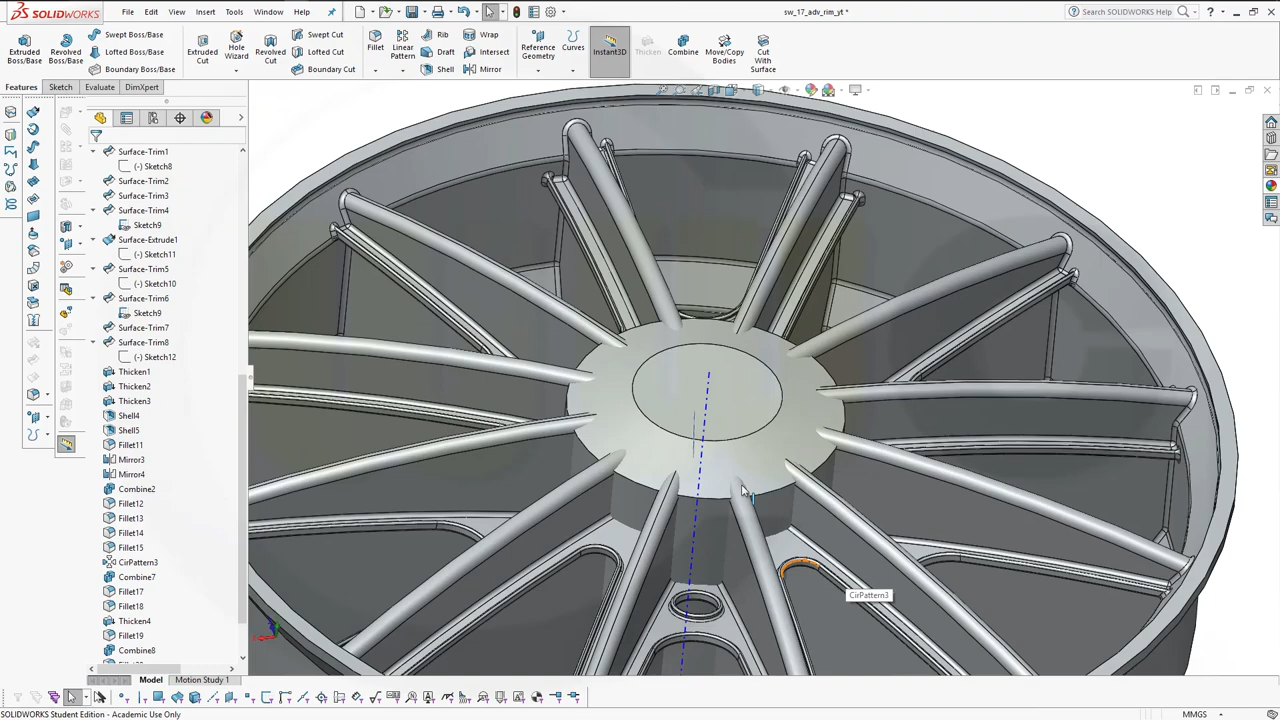 SOLIDWORKS
File
Edit
View
Insert
Tools
Window
Help
sw_17_adv_rim_yt *
Search SOLIDWORKS Help
Extruded Boss/Base
Revolved Boss/Base
Swept Boss/Base
Lofted Boss/Base
Boundary Boss/Base
Extruded Cut
Hole Wizard
Revolved Cut
Swept Cut
Lofted Cut
Boundary Cut
Fillet
Linear Pattern
Rib
Draft
Shell
Wrap
Intersect
Mirror
Reference Geometry
Curves
Instant3D
Thicken
Combine
Move/Copy Bodies
Cut With Surface
Features
Sketch
Evaluate
DimXpert
Surface-Trim1
(-) Sketch8
Surface-Trim2
Surface-Trim3
Surface-Trim4
Sketch9
Surface-Extrude1
(-) Sketch11
Surface-Trim5
(-) Sketch10
Surface-Trim6
Sketch9
Surface-Trim7
Surface-Trim8
(-) Sketch12
Thicken1
Thicken2
Thicken3
Shell4
Shell5
Fillet11
Mirror3
Mirror4
Combine2
Fillet12
Fillet13
Fillet14
Fillet15
CirPattern3
Combine7
Fillet17
Fillet18
Thicken4
Fillet19
Combine8
CirPattern3
Model
Motion Study 1
SOLIDWORKS Student Edition - Academic Use Only
MMGS